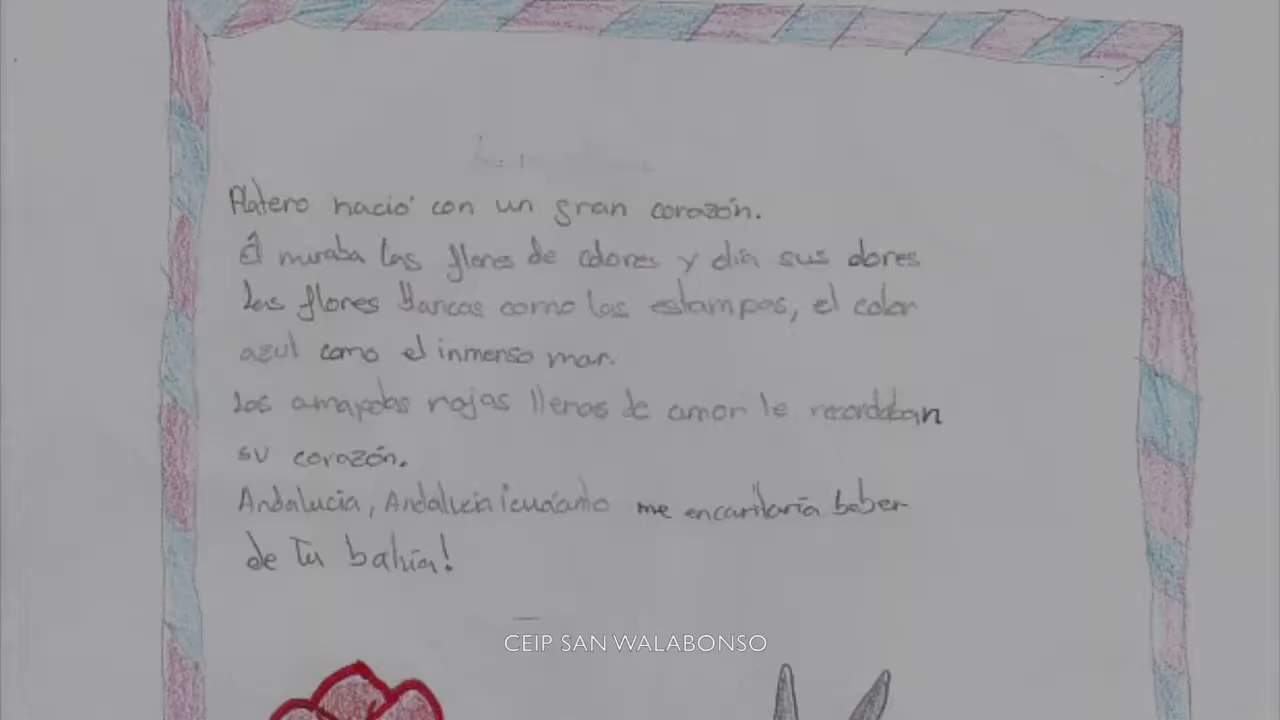 Platero nació con un gran corazón.
Él miraba las flores de colores y olía sus olores
las flores blancas como las estampas, el color
azul como el inmenso mar.
Las amapolas rojas llenas de amor le recordaban
su corazón.
Andalucía, Andalucía ¡cuánto me encantaría beber
de tu bahía!
CEIP SAN WALABONSO